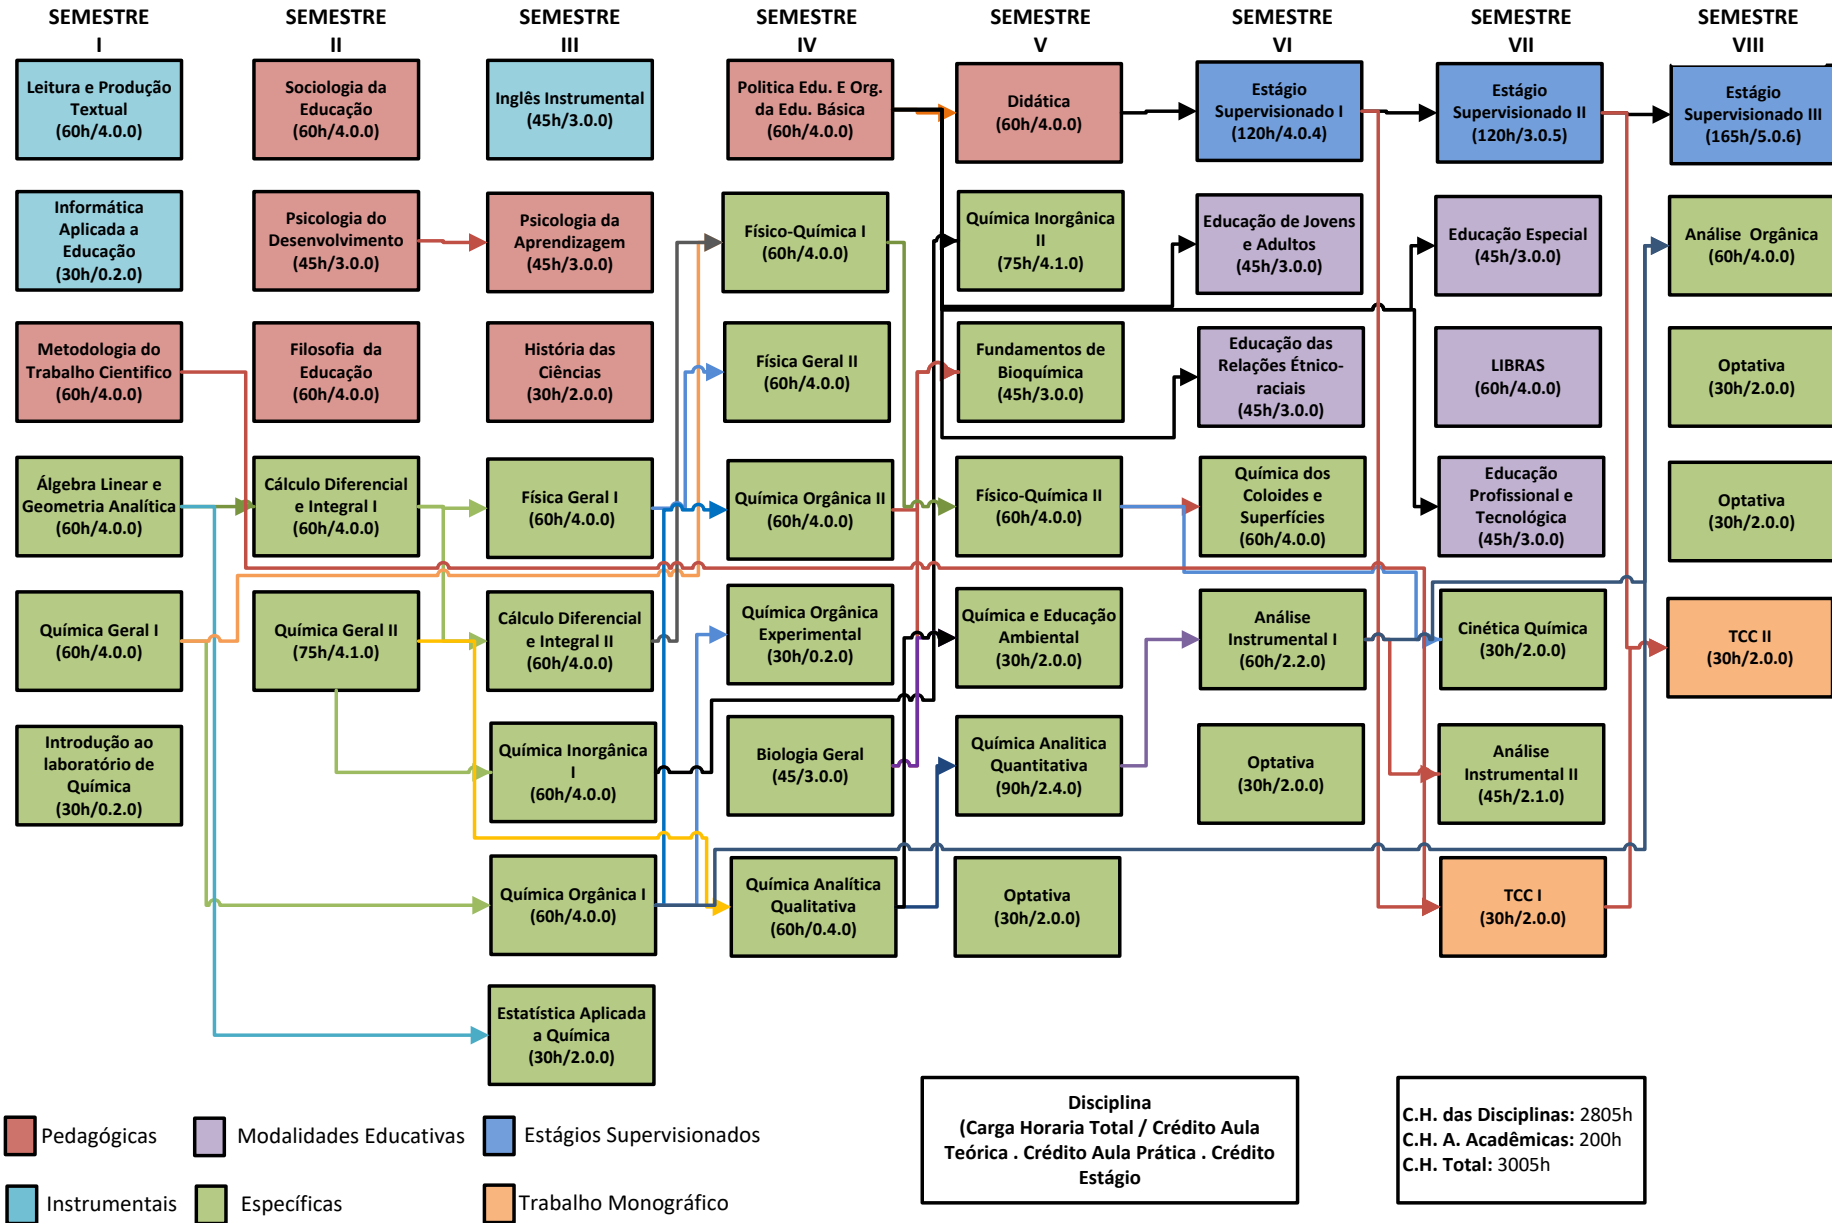 SEMESTRE
I
SEMESTRE
II
SEMESTRE
III
SEMESTRE
IV
SEMESTRE
V
SEMESTRE
VI
SEMESTRE
VII
SEMESTRE
VIII
Leitura e Produção
Textual
(60h/4.0.0)
Sociologia da
Educação
(60h/4.0.0)
Inglês Instrumental
(45h/3.0.0)
Politica Edu. E Org.
da Edu. Básica
(60h/4.0.0)
Didática
(60h/4.0.0)
Estágio
Supervisionado I
(120h/4.0.4)
Estágio
Supervisionado II
(120h/3.0.5)
Estágio
Supervisionado III
(165h/5.0.6)
Informática
Aplicada a
Educação
(30h/0.2.0)
Psicologia do
Desenvolvimento
(45h/3.0.0)
Psicologia da
Aprendizagem
(45h/3.0.0)
Físico-Química I
(60h/4.0.0)
Química Inorgânica
II
(75h/4.1.0)
Educação de Jovens
e Adultos
(45h/3.0.0)
Educação Especial
(45h/3.0.0)
Análise Orgânica
(60h/4.0.0)
Metodologia do
Trabalho Cientifico
(60h/4.0.0)
Filosofia da
Educação
(60h/4.0.0)
História das
Ciências
(30h/2.0.0)
Física Geral II
(60h/4.0.0)
Fundamentos de
Bioquímica
(45h/3.0.0)
Educação das
Relações Étnico-
raciais
(45h/3.0.0)
LIBRAS
(60h/4.0.0)
Optativa
(30h/2.0.0)
Álgebra Linear e
Geometria Analítica
(60h/4.0.0)
Cálculo Diferencial
e Integral I
(60h/4.0.0)
Física Geral I
(60h/4.0.0)
Química Orgânica II
(60h/4.0.0)
Físico-Química II
(60h/4.0.0)
Química dos
Coloides e
Superfícies
(60h/4.0.0)
Educação
Profissional e
Tecnológica
(45h/3.0.0)
Optativa
(30h/2.0.0)
Química Geral I
(60h/4.0.0)
Química Geral II
(75h/4.1.0)
Cálculo Diferencial
e Integral II
(60h/4.0.0)
Química Orgânica
Experimental
(30h/0.2.0)
Química e Educação
Ambiental
(30h/2.0.0)
Análise
Instrumental I
(60h/2.2.0)
Cinética Química
(30h/2.0.0)
TCC II
(30h/2.0.0)
Introdução ao
laboratório de
Química
(30h/0.2.0)
Química Inorgânica
I
(60h/4.0.0)
Biologia Geral
(45/3.0.0)
Química Analitica
Quantitativa
(90h/2.4.0)
Optativa
(30h/2.0.0)
Análise
Instrumental II
(45h/2.1.0)
Química Orgânica I
(60h/4.0.0)
Química Analítica
Qualitativa
(60h/0.4.0)
Optativa
(30h/2.0.0)
TCC I
(30h/2.0.0)
Estatística Aplicada
a Química
(30h/2.0.0)
Pedagógicas
Modalidades Educativas
Estágios Supervisionados
Instrumentais
Específicas
Trabalho Monográfico
Disciplina
(Carga Horaria Total / Crédito Aula
Teórica . Crédito Aula Prática . Crédito
Estágio
C.H. das Disciplinas: 2805h
C.H. A. Acadêmicas: 200h
C.H. Total: 3005h